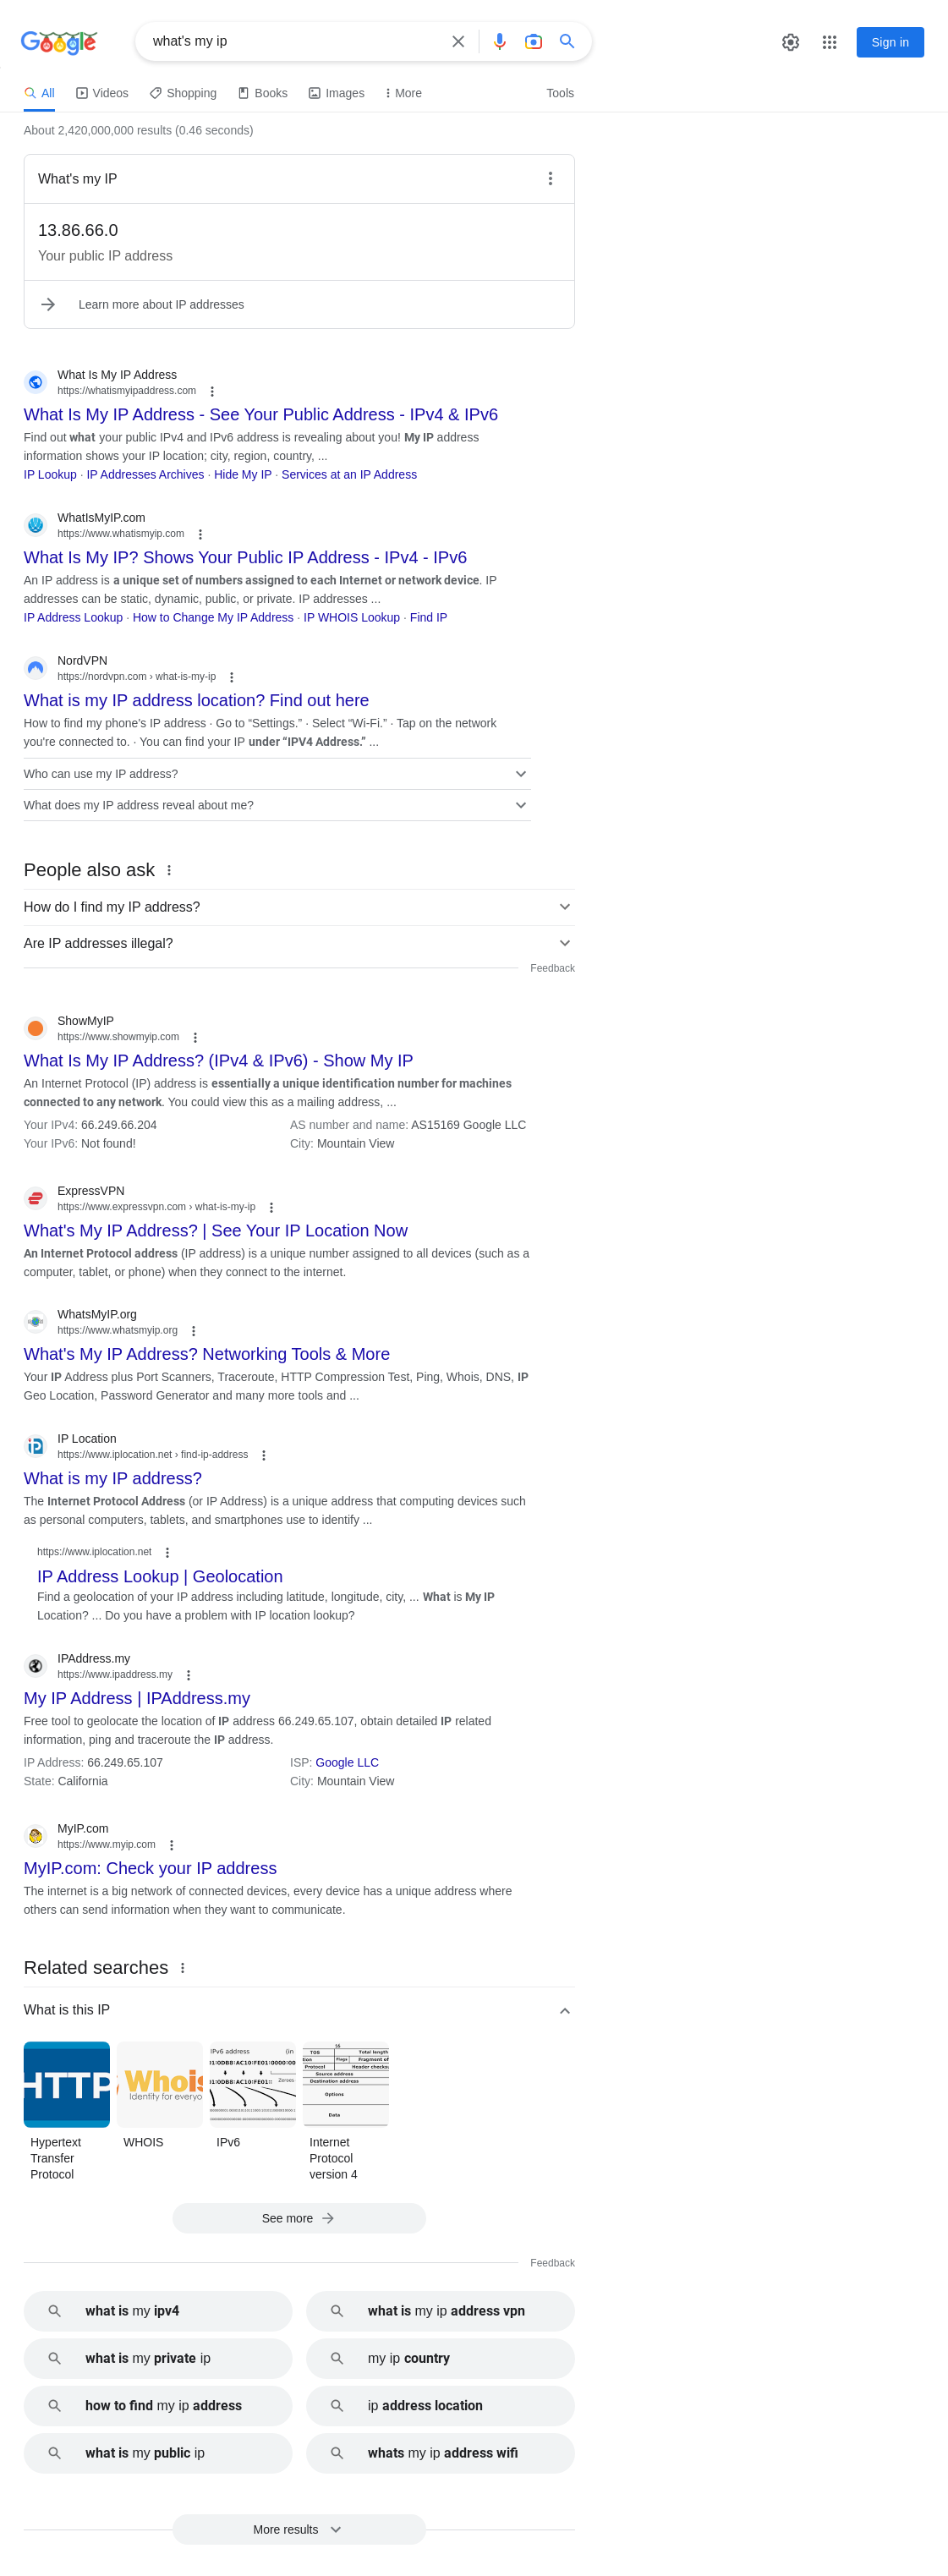 Google
what's my ip
Sign in
All
Videos
Shopping
Books
Images
More
Tools
About 2,420,000,000 results (0.46 seconds)
What's my IP
13.86.66.0
Your public IP address
Learn more about IP addresses
What Is My IP Address
https://whatismyipaddress.com
What Is My IP Address - See Your Public Address - IPv4 & IPv6
Find out what your public IPv4 and IPv6 address is revealing about you! My IP address
information shows your IP location; city, region, country, ...
IP Lookup · IP Addresses Archives · Hide My IP · Services at an IP Address
WhatIsMyIP.com
https://www.whatismyip.com
What Is My IP? Shows Your Public IP Address - IPv4 - IPv6
An IP address is a unique set of numbers assigned to each Internet or network device. IP
addresses can be static, dynamic, public, or private. IP addresses ...
IP Address Lookup · How to Change My IP Address · IP WHOIS Lookup · Find IP
NordVPN
https://nordvpn.com › what-is-my-ip
What is my IP address location? Find out here
How to find my phone's IP address · Go to “Settings.” · Select “Wi-Fi.” · Tap on the network
you're connected to. · You can find your IP under “IPV4 Address.” ...
Who can use my IP address?
What does my IP address reveal about me?
People also ask
How do I find my IP address?
Are IP addresses illegal?
Feedback
ShowMyIP
https://www.showmyip.com
What Is My IP Address? (IPv4 & IPv6) - Show My IP
An Internet Protocol (IP) address is essentially a unique identification number for machines
connected to any network. You could view this as a mailing address, ...
Your IPv4: 66.249.66.204
AS number and name: AS15169 Google LLC
Your IPv6: Not found!
City: Mountain View
ExpressVPN
https://www.expressvpn.com › what-is-my-ip
What's My IP Address? | See Your IP Location Now
An Internet Protocol address (IP address) is a unique number assigned to all devices (such as a
computer, tablet, or phone) when they connect to the internet.
WhatsMyIP.org
https://www.whatsmyip.org
What's My IP Address? Networking Tools & More
Your IP Address plus Port Scanners, Traceroute, HTTP Compression Test, Ping, Whois, DNS, IP
Geo Location, Password Generator and many more tools and ...
IP Location
https://www.iplocation.net › find-ip-address
What is my IP address?
The Internet Protocol Address (or IP Address) is a unique address that computing devices such
as personal computers, tablets, and smartphones use to identify ...
https://www.iplocation.net
IP Address Lookup | Geolocation
Find a geolocation of your IP address including latitude, longitude, city, ... What is My IP
Location? ... Do you have a problem with IP location lookup?
IPAddress.my
https://www.ipaddress.my
My IP Address | IPAddress.my
Free tool to geolocate the location of IP address 66.249.65.107, obtain detailed IP related
information, ping and traceroute the IP address.
IP Address: 66.249.65.107
ISP: Google LLC
State: California
City: Mountain View
MyIP.com
https://www.myip.com
MyIP.com: Check your IP address
The internet is a big network of connected devices, every device has a unique address where
others can send information when they want to communicate.
Related searches
What is this IP
HTTP
Whois
Identity for everyo
IPv6 address (in
Zeroes
16
TOS
Total length
Flags
Fragment of
Protocol
Header checksu
Source address
Destination address
Options
Data
Hypertext
Transfer
Protocol
WHOIS
IPv6
Internet
Protocol
version 4
See more
Feedback
what is my ipv4
what is my ip address vpn
what is my private ip
my ip country
how to find my ip address
ip address location
what is my public ip
whats my ip address wifi
More results